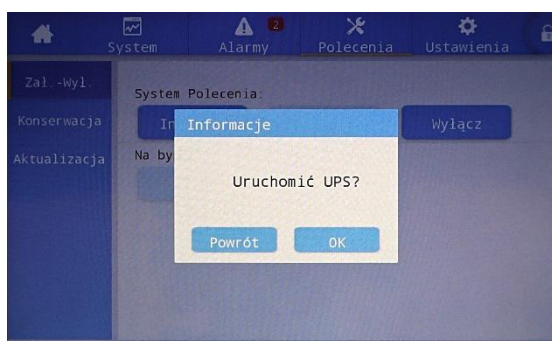 System
Alarmy
2
Polecenia
Ustawienia
Zał.-Wył.
Konserwacja
Aktualizacja
System Polecenia:
Wyłącz
Informacje
Uruchomić UPS?
Powrót
OK